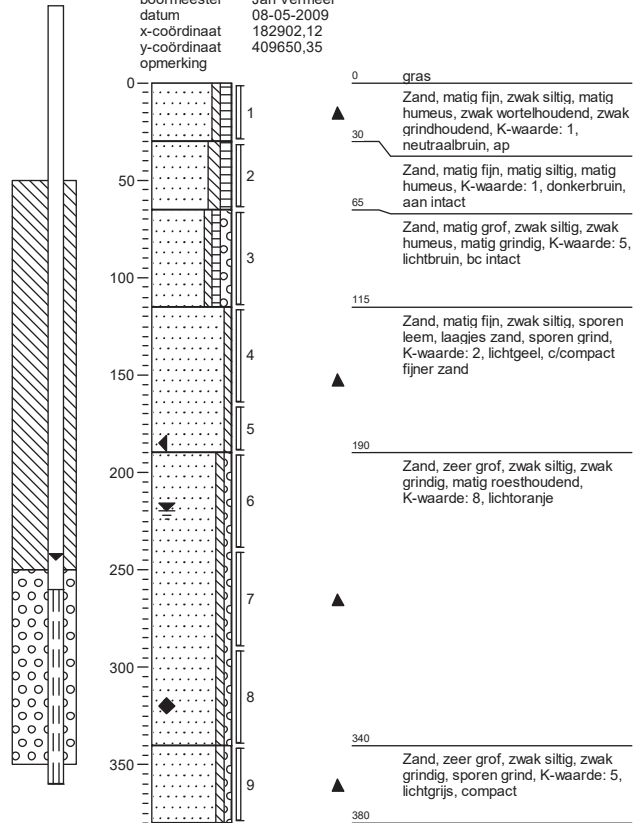 boormeester Jan Vermeer
datum 08-05-2009
x-coördinaat 182902,12
y-coördinaat 409650,35
opmerking
0
50
100
150
200
250
300
350
1
2
3
4
5
6
7
8
9
0 gras
Zand, matig fijn, zwak siltig, matig
humeus, zwak wortelhoudend, zwak
grindhoudend, K-waarde: 1,
neutraalbruin, ap
30
Zand, matig fijn, matig siltig, matig
humeus, K-waarde: 1, donkerbruin,
aan intact
65
Zand, matig grof, zwak siltig, zwak
humeus, matig grindig, K-waarde: 5,
lichtbruin, bc intact
115
Zand, matig fijn, zwak siltig, sporen
leem, laagjes zand, sporen grind,
K-waarde: 2, lichtgeel, c/compact
fijner zand
190
Zand, zeer grof, zwak siltig, zwak
grindig, matig roesthoudend,
K-waarde: 8, lichtoranje
340
Zand, zeer grof, zwak siltig, zwak
grindig, sporen grind, K-waarde: 5,
lichtgrijs, compact
380